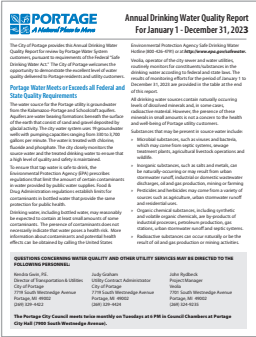 PORTAGE
A Natural Place to Move
Annual Drinking Water Quality Report
For January 1 - December 31, 2023
The City of Portage provides this Annual Drinking Water
Quality Report for review by Portage Water System
customers, pursuant to the requirements of the Federal "Safe
Drinking Water Act." The City of Portage welcomes the
opportunity to demonstrate the excellent level of water
quality delivered to Portage residents and utility customers.
Portage Water Meets or Exceeds all Federal and
State Quality Requirements
The water source for the Portage utility is groundwater
from the Kalamazoo-Portage and Schoolcraft aquifers.
Aquifers are water bearing formations beneath the surface
of the earth that consist of sand and gravel deposited by
glacial activity. The city water system uses 19 groundwater
wells with pumping capacities ranging from 300 to 3,700
gallons per minute. The water is treated with chlorine,
fluoride and phosphate. The city closely monitors the
source water and the treated drinking water to ensure that
a high level of quality and safety is maintained.
To ensure that tap water is safe to drink, the
Environmental Protection Agency (EPA) prescribes
regulations that limit the amount of certain contaminants
in water provided by public water supplies. Food &
Drug Administration regulations establish limits for
contaminants in bottled water that provide the same
protection for public health.
Drinking water, including bottled water, may reasonably
be expected to contain at least small amounts of some
contaminants. The presence of contaminants does not
necessarily indicate that water poses a health risk. More
information about contaminants and potential health
effects can be obtained by calling the United States
Environmental Protection Agency Safe Drinking Water
Hotline (800-426-4791) or at http://www.epa.gov/safewater.
Veolia, operator of the city sewer and water utilities,
routinely monitors for constituents/substances in the
drinking water according to federal and state laws. The
results of monitoring efforts for the period of January 1 to
December 31, 2023 are provided in the table at the end
of this report.
All drinking water sources contain naturally occurring
levels of dissolved minerals and, in some cases,
radioactive material. However, the presence of these
minerals in small amounts is not a concern to the health
and well-being of Portage utility customers.
Substances that may be present in source water include:
• Microbial substances, such as viruses and bacteria,
which may come from septic systems, sewage
treatment plants, agricultural livestock operations and
wildlife.
• Inorganic substances, such as salts and metals, can
be naturally occurring or may result from urban
stormwater runoff, industrial or domestic wastewater
discharges, oil and gas production, mining or farming.
• Pesticides and herbicides may come from a variety of
sources such as agriculture, urban stormwater runoff
and residential uses.
• Organic chemical substances, including synthetic
and volatile organic chemicals, are by-products of
industrial processes, petroleum production, gas
stations, urban stormwater runoff and septic systems.
• Radioactive substances can occur naturally or be the
result of oil and gas production or mining activities.
QUESTIONS CONCERNING WATER QUALITY AND OTHER UTILITY SERVICES MAY BE DIRECTED TO THE
FOLLOWING PERSONNEL:
Kendra Gwin, P.E.
Director of Transportation & Utilities
City of Portage
7719 South Westnedge Avenue
Portage, MI 49002
(269) 329-4422
Judy Graham
Utility Contract Administrator
City of Portage
7719 South Westnedge Avenue
Portage, MI 49002
(269) 329-4424
John Rydbeck
Project Manager
Veolia
7701 South Westnedge Avenue
Portage, MI 49002
(269) 324-9235
The Portage City Council meets twice monthly on Tuesdays at 6 PM in Council Chambers at Portage
City Hall (7900 South Westnedge Avenue).